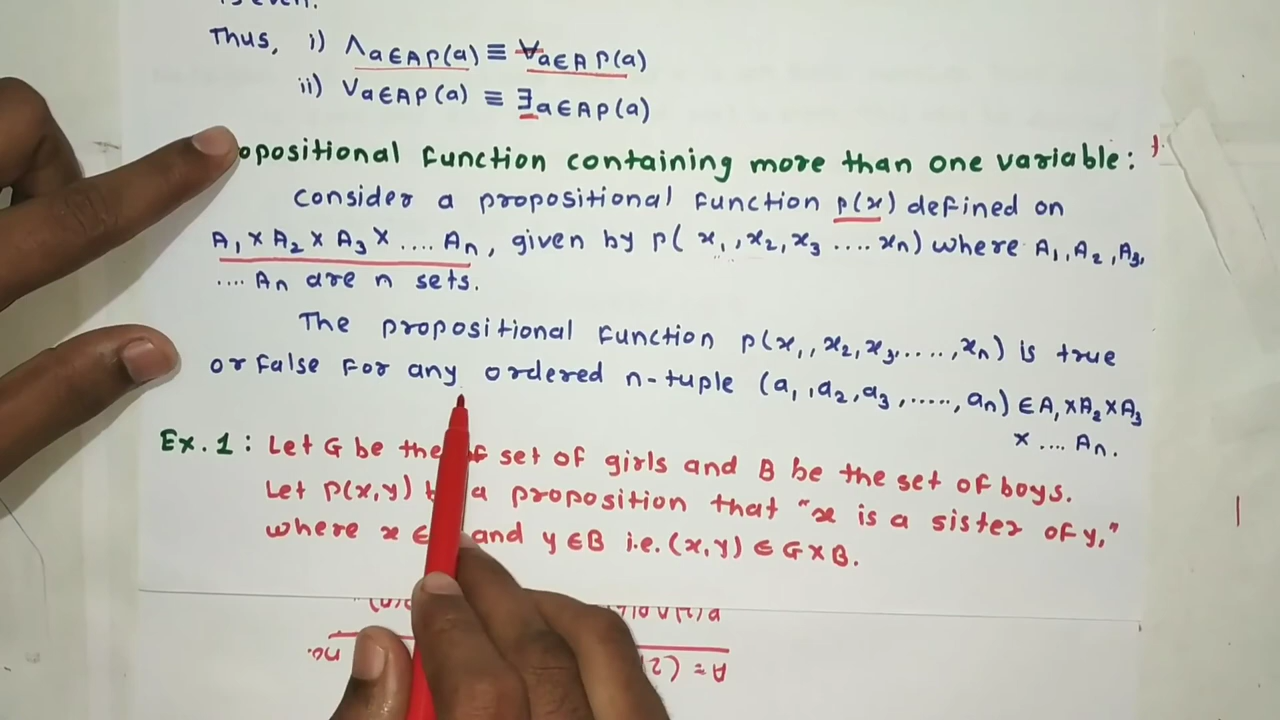 is even.
Thus, i) ∧a∈A P(a) ≡ ∀a∈A P(a)
ii) ∨a∈A P(a) ≡ ∃a∈A P(a)
opositional function containing more than one variable:
Consider a propositional function p(x) defined on
A₁ × A₂ × A₃ × .... Aₙ, given by p( x₁, x₂, x₃ .... xₙ) where A₁, A₂, A₃,
.... Aₙ are n sets.
The propositional function p(x₁, x₂, x₃, ...., xₙ) is true
or false for any ordered n-tuple (a₁, a₂, a₃, ....., aₙ) ∈ A₁ × A₂ × A₃
× .... Aₙ.
Ex. 1: Let G be the set of girls and B be the set of boys.
Let P(x,y) a proposition that "x is a sister of y,"
where x ∈ and y ∈ B i.e. (x,y) ∈ G × B.
no.